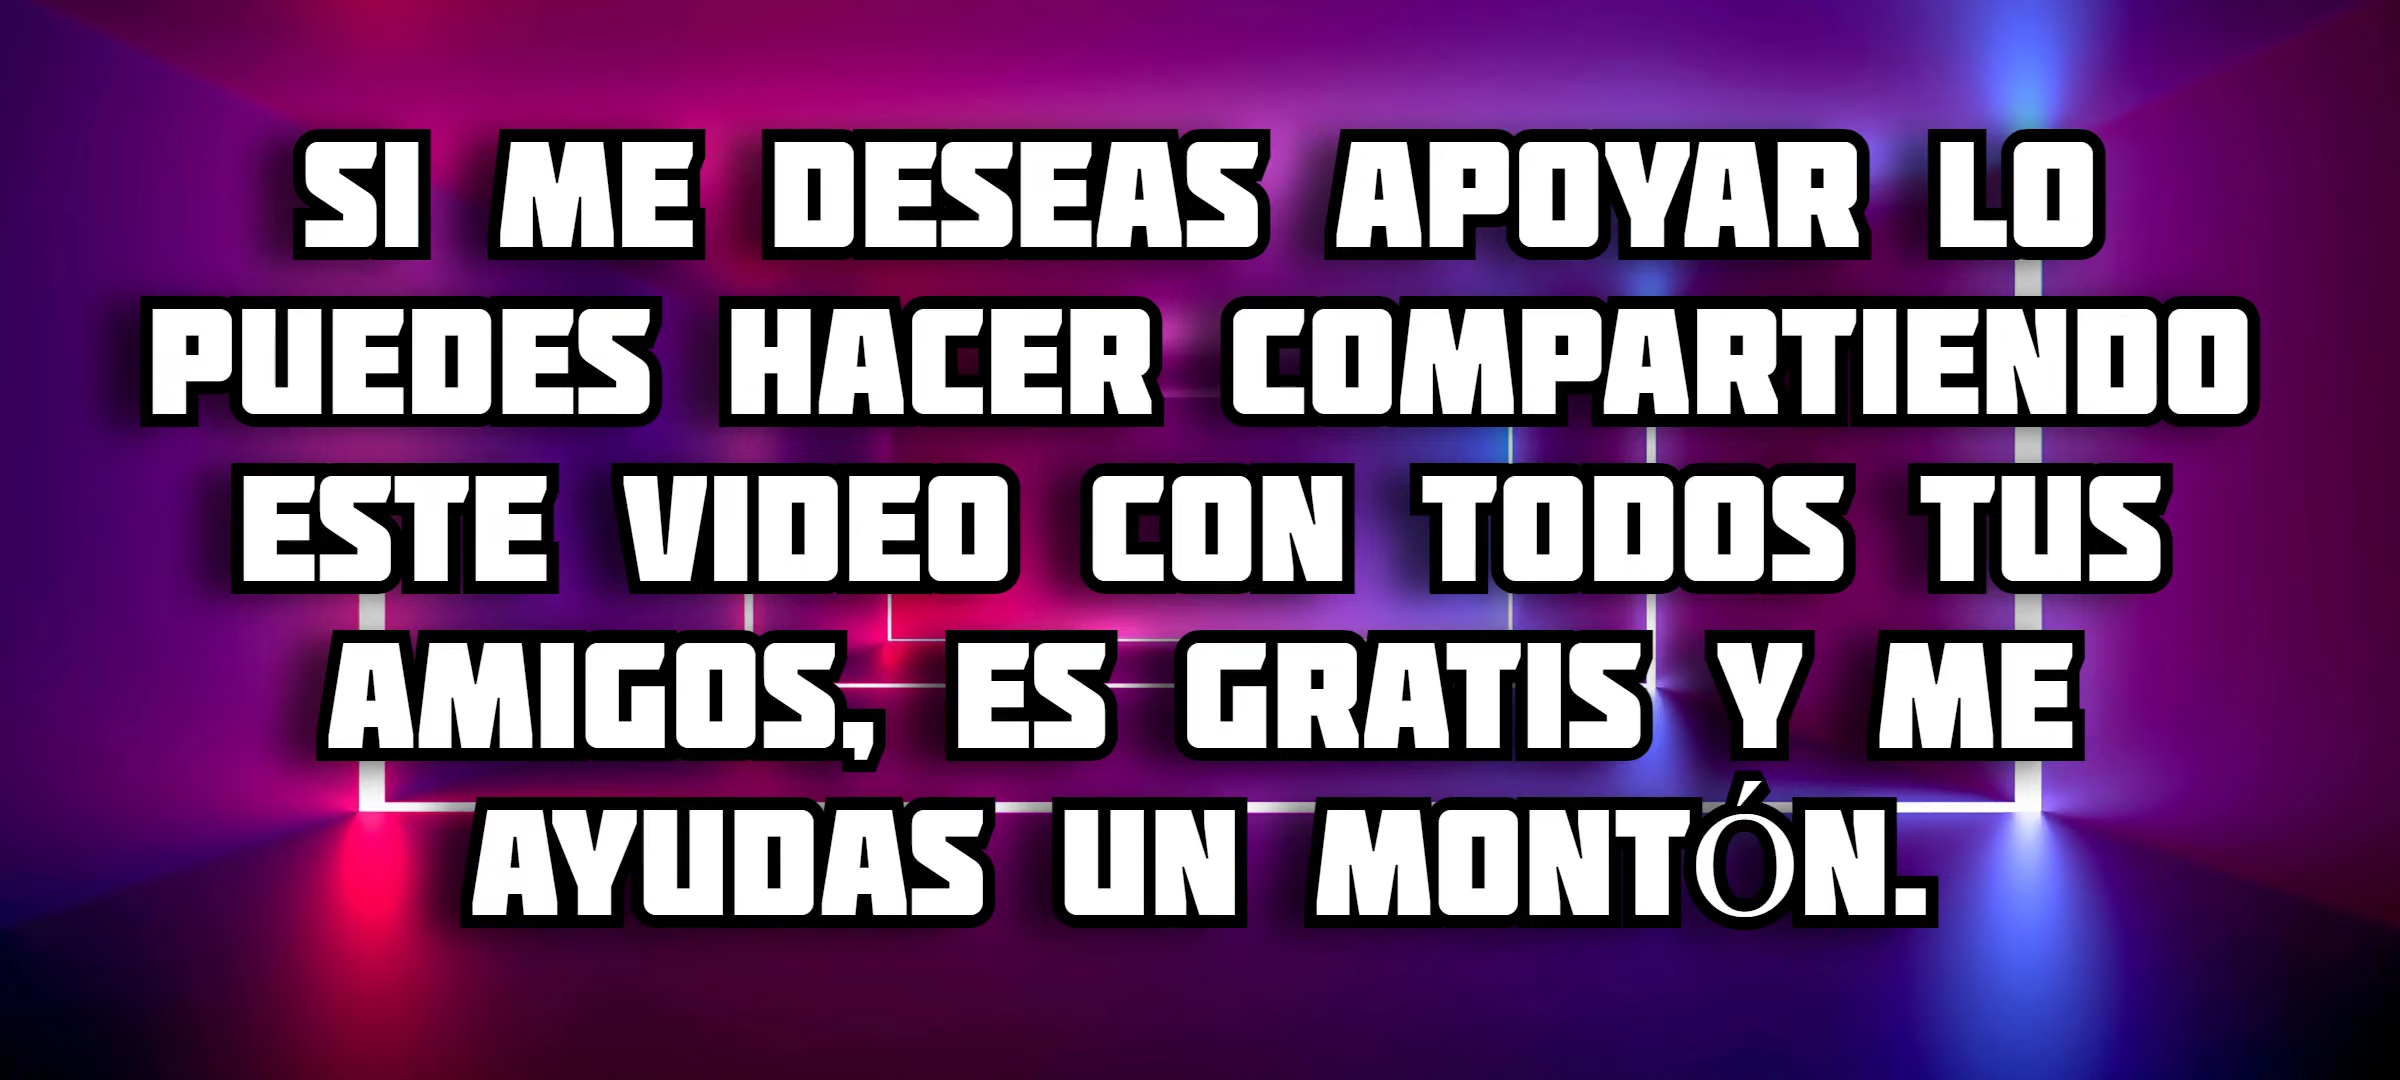 SI ME DESEAS APOYAR LO
PUEDES HACER COMPARTIENDO
ESTE VIDEO CON TODOS TUS
AMIGOS, ES GRATIS Y ME
AYUDAS UN MONTÓN.